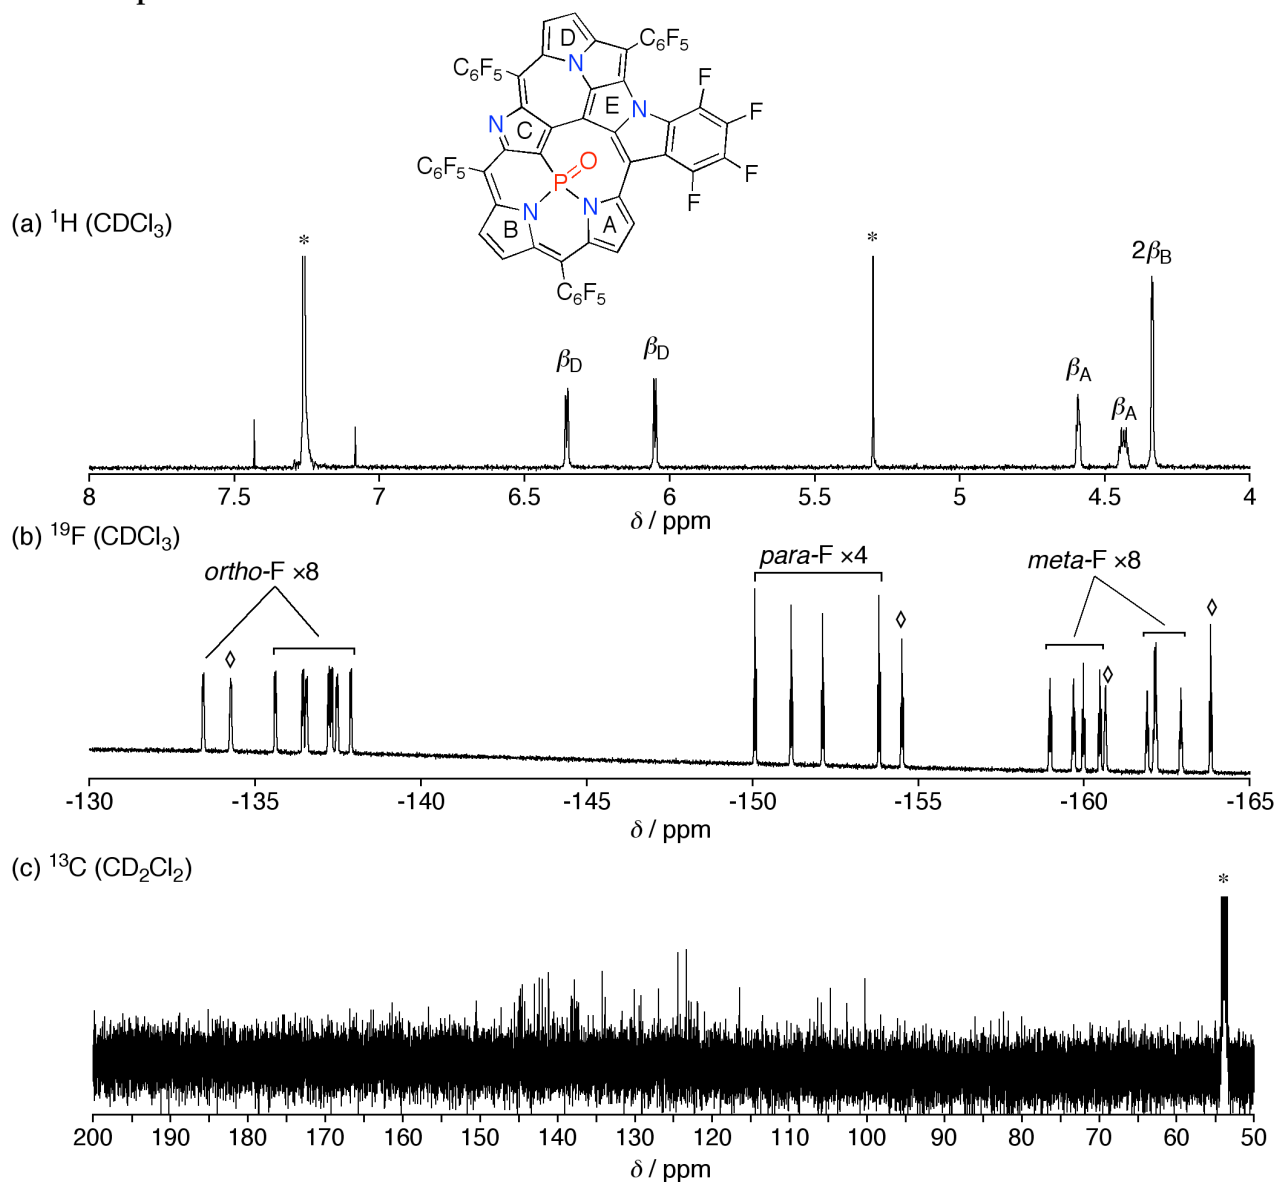 D
C₆F₅
C₆F₅
N
F
E
N
F
N
C
F
C₆F₅
O
P
F
N
N
B
A
C₆F₅
(a) ¹H (CDCl₃)
*
*
2βB
βD
βD
βA
βA
8
7.5
7
6.5
6
5.5
5
4.5
4
δ / ppm
(b) ¹⁹F (CDCl₃)
ortho-F ×8
para-F ×4
meta-F ×8
◊
◊
◊
◊
-130
-135
-140
-145
-150
-155
-160
-165
δ / ppm
(c) ¹³C (CD₂Cl₂)
*
200
190
180
170
160
150
140
130
120
110
100
90
80
70
60
50
δ / ppm